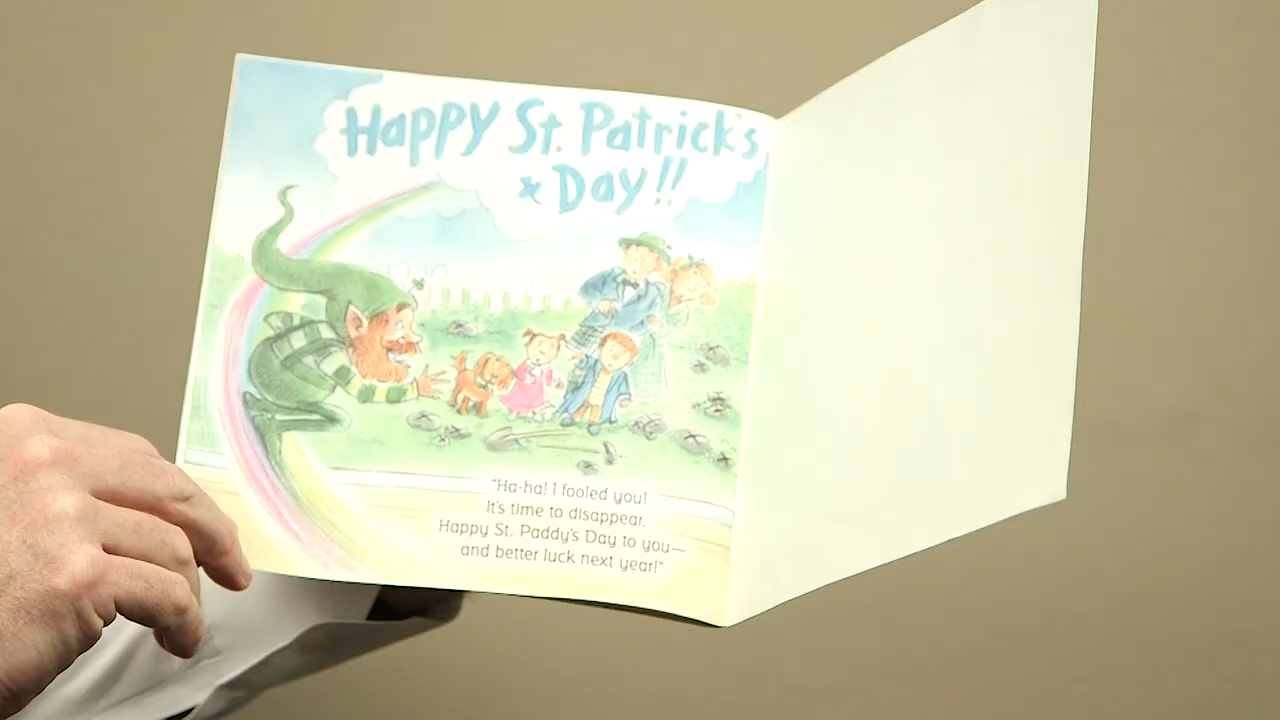 Happy St. Patrick's
Day!!
"Ha-ha! I fooled you!
It's time to disappear.
Happy St. Paddy's Day to you—
and better luck next year!"